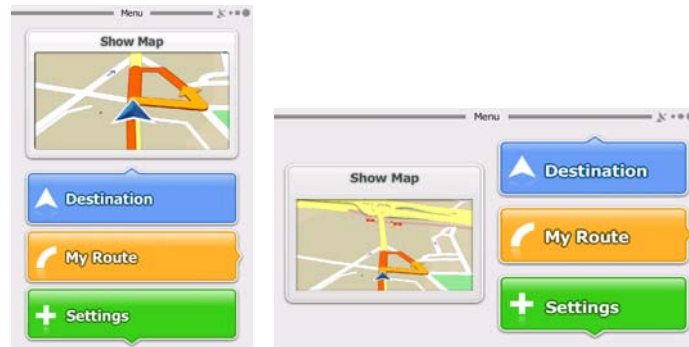 Menu
Show Map
Destination
My Route
Settings
Menu
Show Map
Destination
My Route
Settings